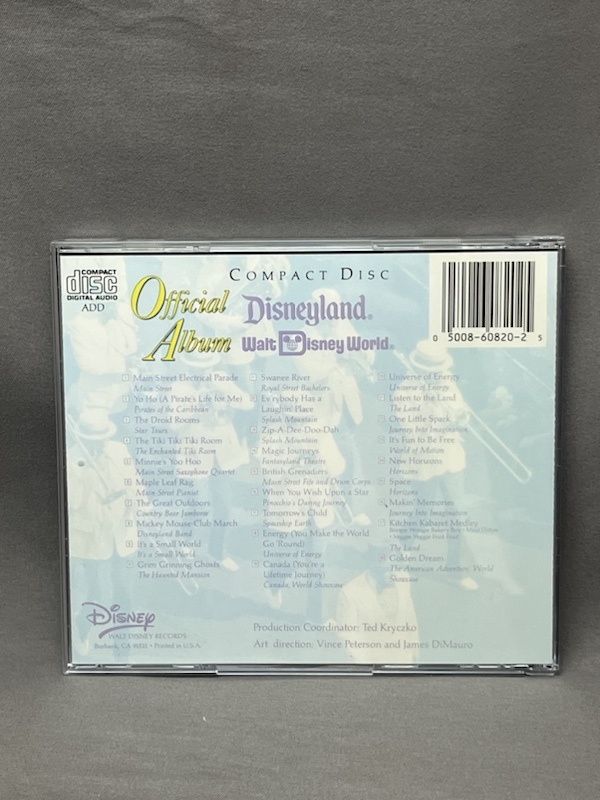 COMPACT
disc
DIGITAL AUDIO
ADD
COMPACT DISC
Official
Album
Disneyland®
Walt Disney World®
0 5008-60820-2 5
Main Street Electrical Parade
Main Street
Yo Ho (A Pirate's Life for Me)
Pirates of the Caribbean
The Droid Rooms
Star Tours
The Tiki Tiki Tiki Room
The Enchanted Tiki Room
Minnie's Yoo Hoo
Main Street Saxophone Quartet
Maple Leaf Rag
Main Street Pianist
The Great Outdoors
Country Bear Jamboree
Mickey Mouse Club March
Disneyland Band
It's a Small World
It's a Small World
Grim Grinning Ghosts
The Haunted Mansion
Swanee River
Royal Street Bachelors
Ev'rybody Has a
Laughin' Place
Splash Mountain
Zip-A-Dee-Doo-Dah
Splash Mountain
Magic Journeys
Fantasyland Theatre
British Grenadiers
Main Street Fife and Drum Corps
When You Wish Upon a Star
Pinocchio's Daring Journey
Tomorrow's Child
Spaceship Earth
Energy (You Make the World
Go 'Round)
Universe of Energy
Canada (You're a
Lifetime Journey)
Canada, World Showcase
Universe of Energy
Universe of Energy
Listen to the Land
The Land
One Little Spark
Journey Into Imagination
It's Fun to Be Free
World of Motion
New Horizons
Horizons
Space
Horizons
Makin' Memories
Journey Into Imagination
Kitchen Kabaret Medley
The Land
Golden Dream
The American Adventure, World
Showcase
DISNEY
WALT DISNEY RECORDS
Burbank, CA 91521 • Printed in U.S.A.
Production Coordinator: Ted Kryczko
Art direction: Vince Peterson and James DiMauro